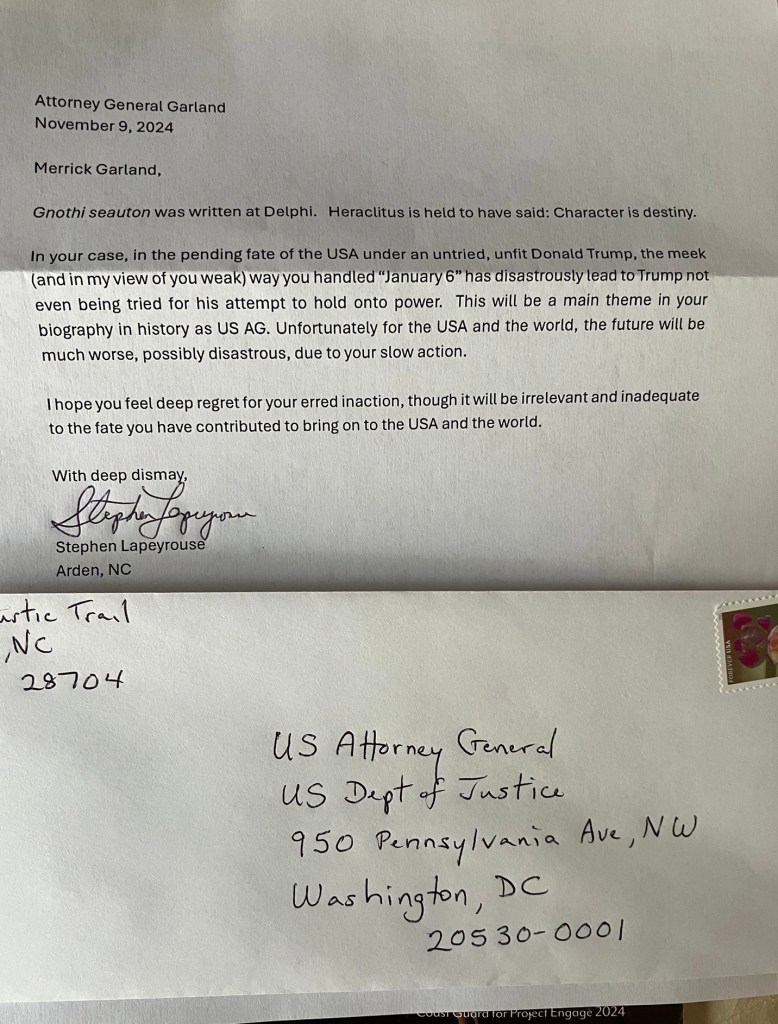 Attorney General Garland
November 9, 2024
Merrick Garland,
Gnothi seauton was written at Delphi. Heraclitus is held to have said: Character is destiny.
In your case, in the pending fate of the USA under an untried, unfit Donald Trump, the meek
(and in my view of you weak) way you handled “January 6” has disastrously lead to Trump not
even being tried for his attempt to hold onto power. This will be a main theme in your
biography in history as US AG. Unfortunately for the USA and the world, the future will be
much worse, possibly disastrous, due to your slow action.
I hope you feel deep regret for your erred inaction, though it will be irrelevant and inadequate
to the fate you have contributed to bring on to the USA and the world.
With deep dismay,
Stephen Lapeyrouse
Stephen Lapeyrouse
Arden, NC
Trail
, NC
28704
FOREVER USA
US Attorney General
US Dept of Justice
950 Pennsylvania Ave, NW
Washington, DC
20530-0001
Coast Guard for Project Engage 2024